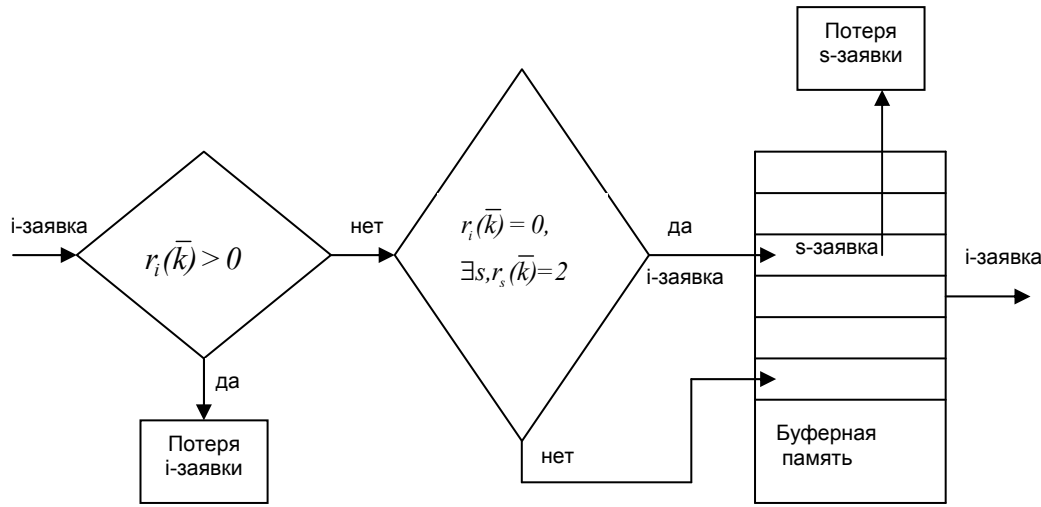 Потеря
s-заявки
i-заявка
r_i(k̅) > 0
нет
r_i(k̅) = 0,
∃s, r_s(k̅)=2
да
i-заявка
s-заявка
i-заявка
да
Потеря
i-заявки
нет
Буферная
память